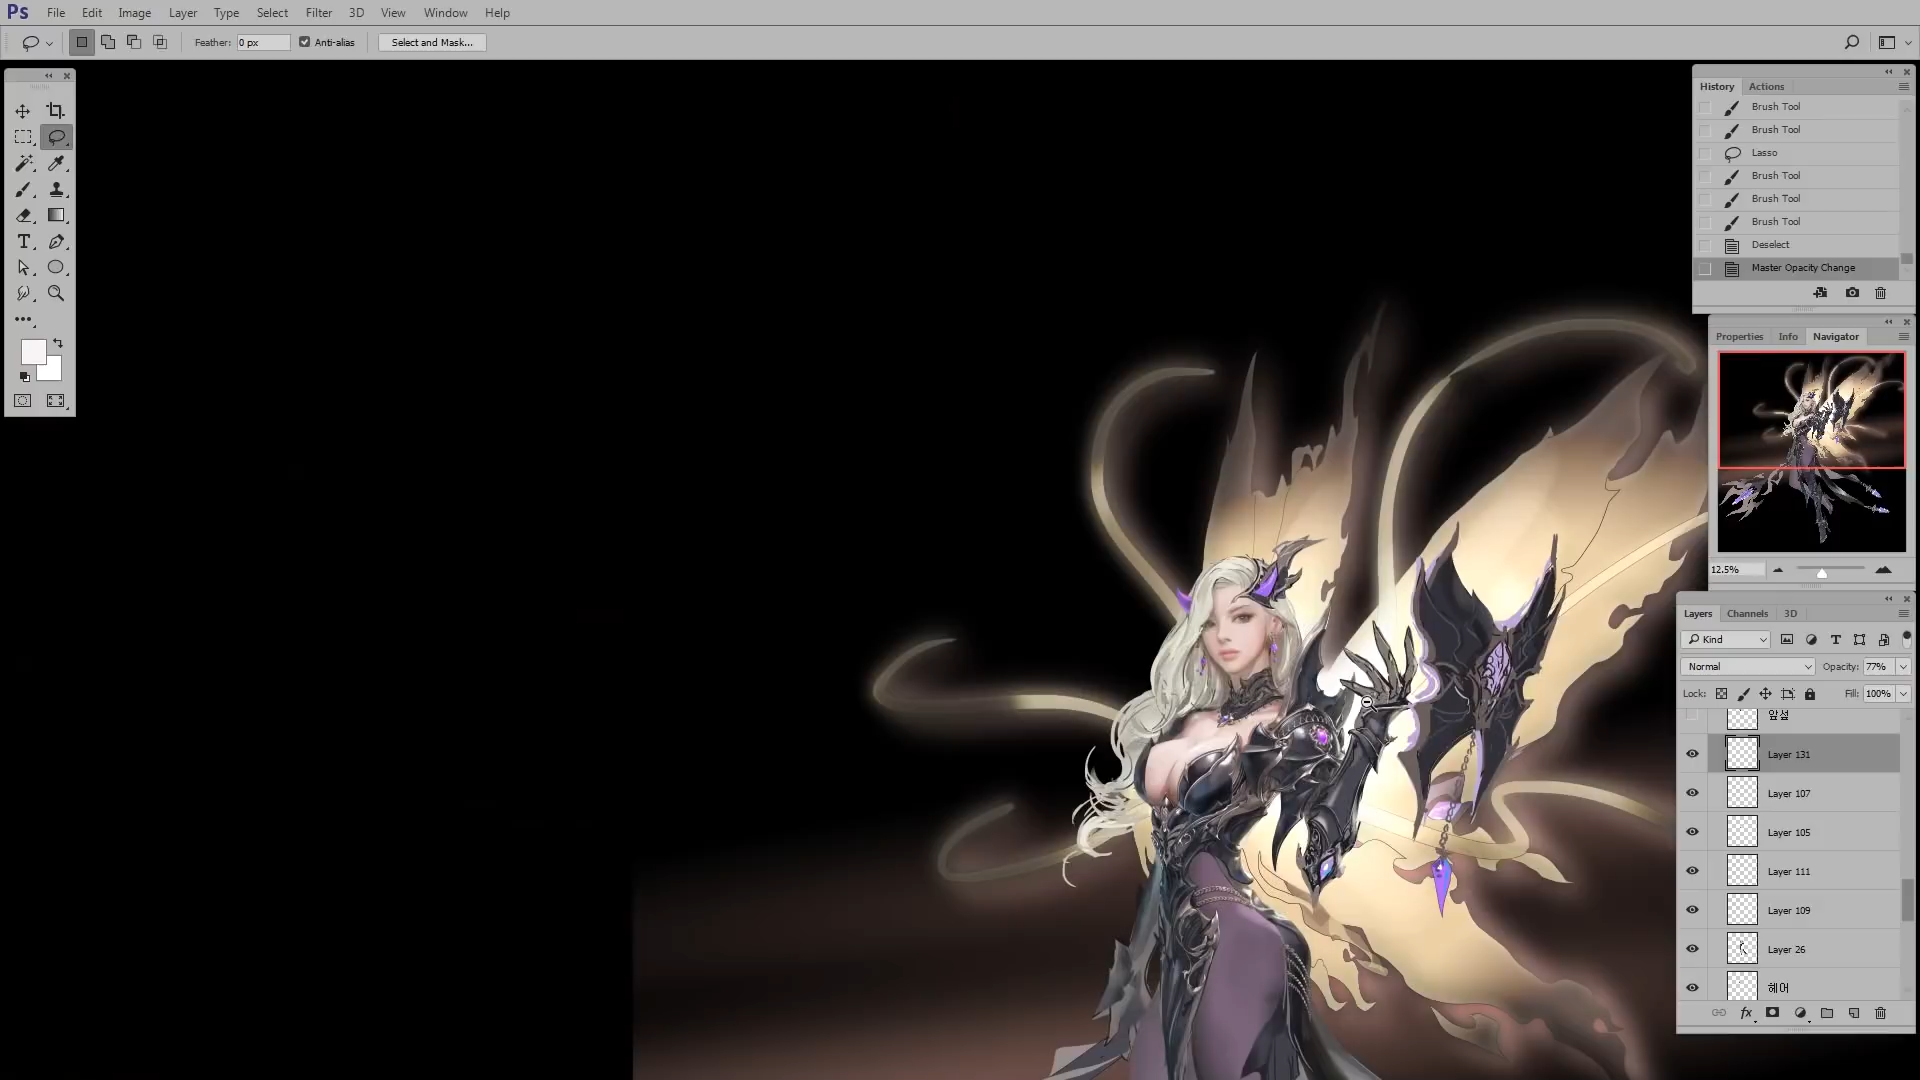 Ps File Edit Image Layer Type Select Filter 3D View Window Help
Feather: 0 px Anti-alias Select and Mask...
History Actions
Brush Tool
Brush Tool
Lasso
Brush Tool
Brush Tool
Brush Tool
Deselect
Master Opacity Change
Properties Info Navigator
12.5%
Layers Channels 3D
Kind
Normal Opacity: 77%
Lock: Fill: 100%
앞섶
Layer 131
Layer 107
Layer 105
Layer 111
Layer 109
Layer 26
헤어
fx